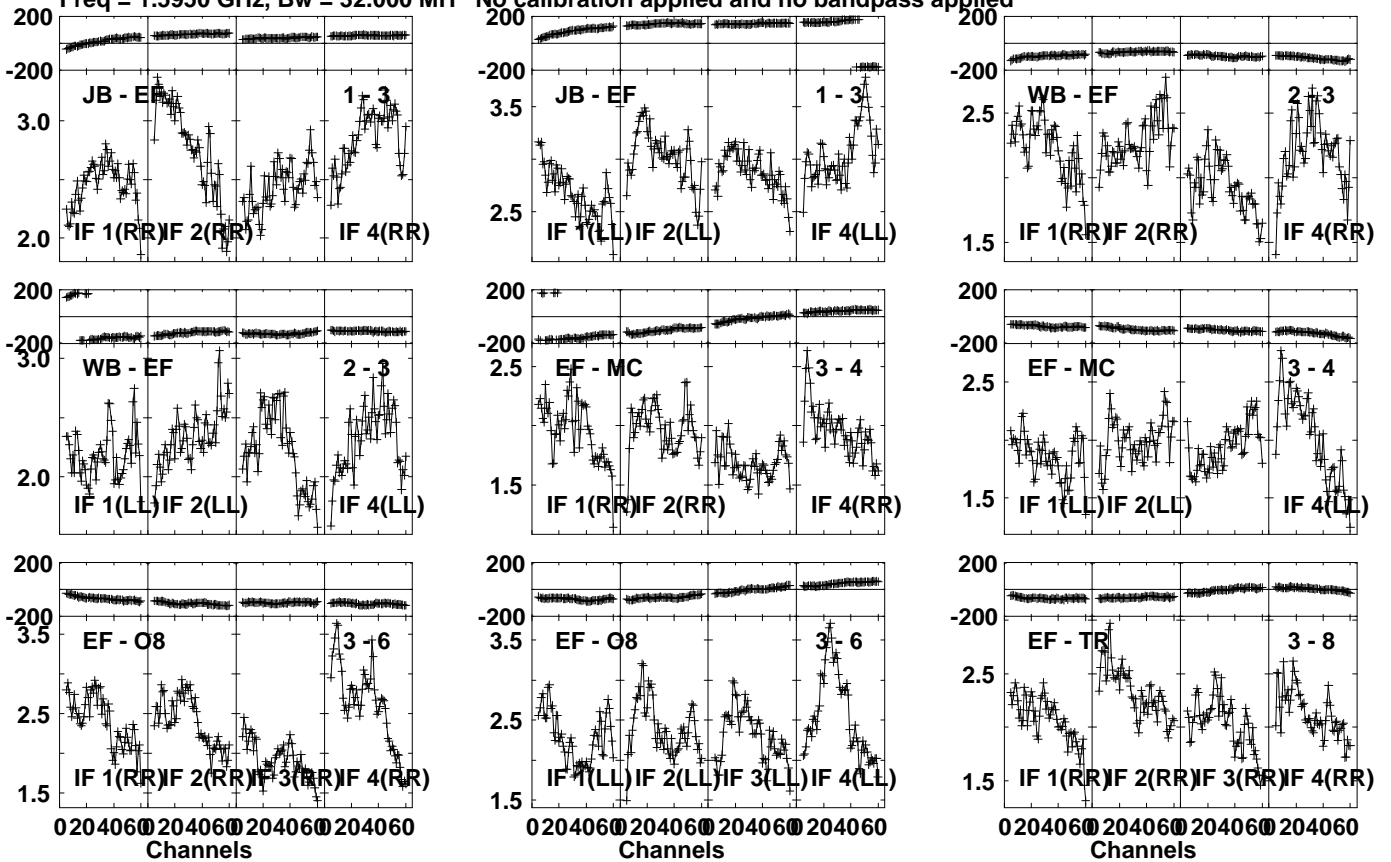 Freq = 1.5950 GHz, Bw = 32.000 MH No calibration applied and no bandpass applied
200
-200
JB - EF
1 - 3
3.0
2.0
IF 1(RR)
IF 2(RR)
IF 4(RR)
JB - EF
1 - 3
3.5
2.5
IF 1(LL)
IF 2(LL)
IF 4(LL)
200
-200
WB - EF
2 - 3
2.5
1.5
IF 1(RR)
IF 2(RR)
IF 4(RR)
200
-200
WB - EF
2 - 3
3.0
2.0
IF 1(LL)
IF 2(LL)
IF 4(LL)
200
-200
EF - MC
3 - 4
2.5
1.5
IF 1(RR)
IF 2(RR)
IF 4(RR)
EF - MC
3 - 4
2.5
1.5
IF 1(LL)
IF 2(LL)
IF 4(LL)
200
-200
EF - O8
3 - 6
3.5
2.5
1.5
IF 1(RR)
IF 2(RR)
IF 3(RR)
IF 4(RR)
0 20 40 60
0 20 40 60
0 20 40 60
0 20 40 60
Channels
EF - O8
3 - 6
3.5
2.5
1.5
IF 1(LL)
IF 2(LL)
IF 3(LL)
IF 4(LL)
0 20 40 60
0 20 40 60
0 20 40 60
0 20 40 60
Channels
200
-200
EF - TR
3 - 8
2.5
1.5
IF 1(RR)
IF 2(RR)
IF 3(RR)
IF 4(RR)
0 20 40 60
0 20 40 60
0 20 40 60
0 20 40 60
Channels